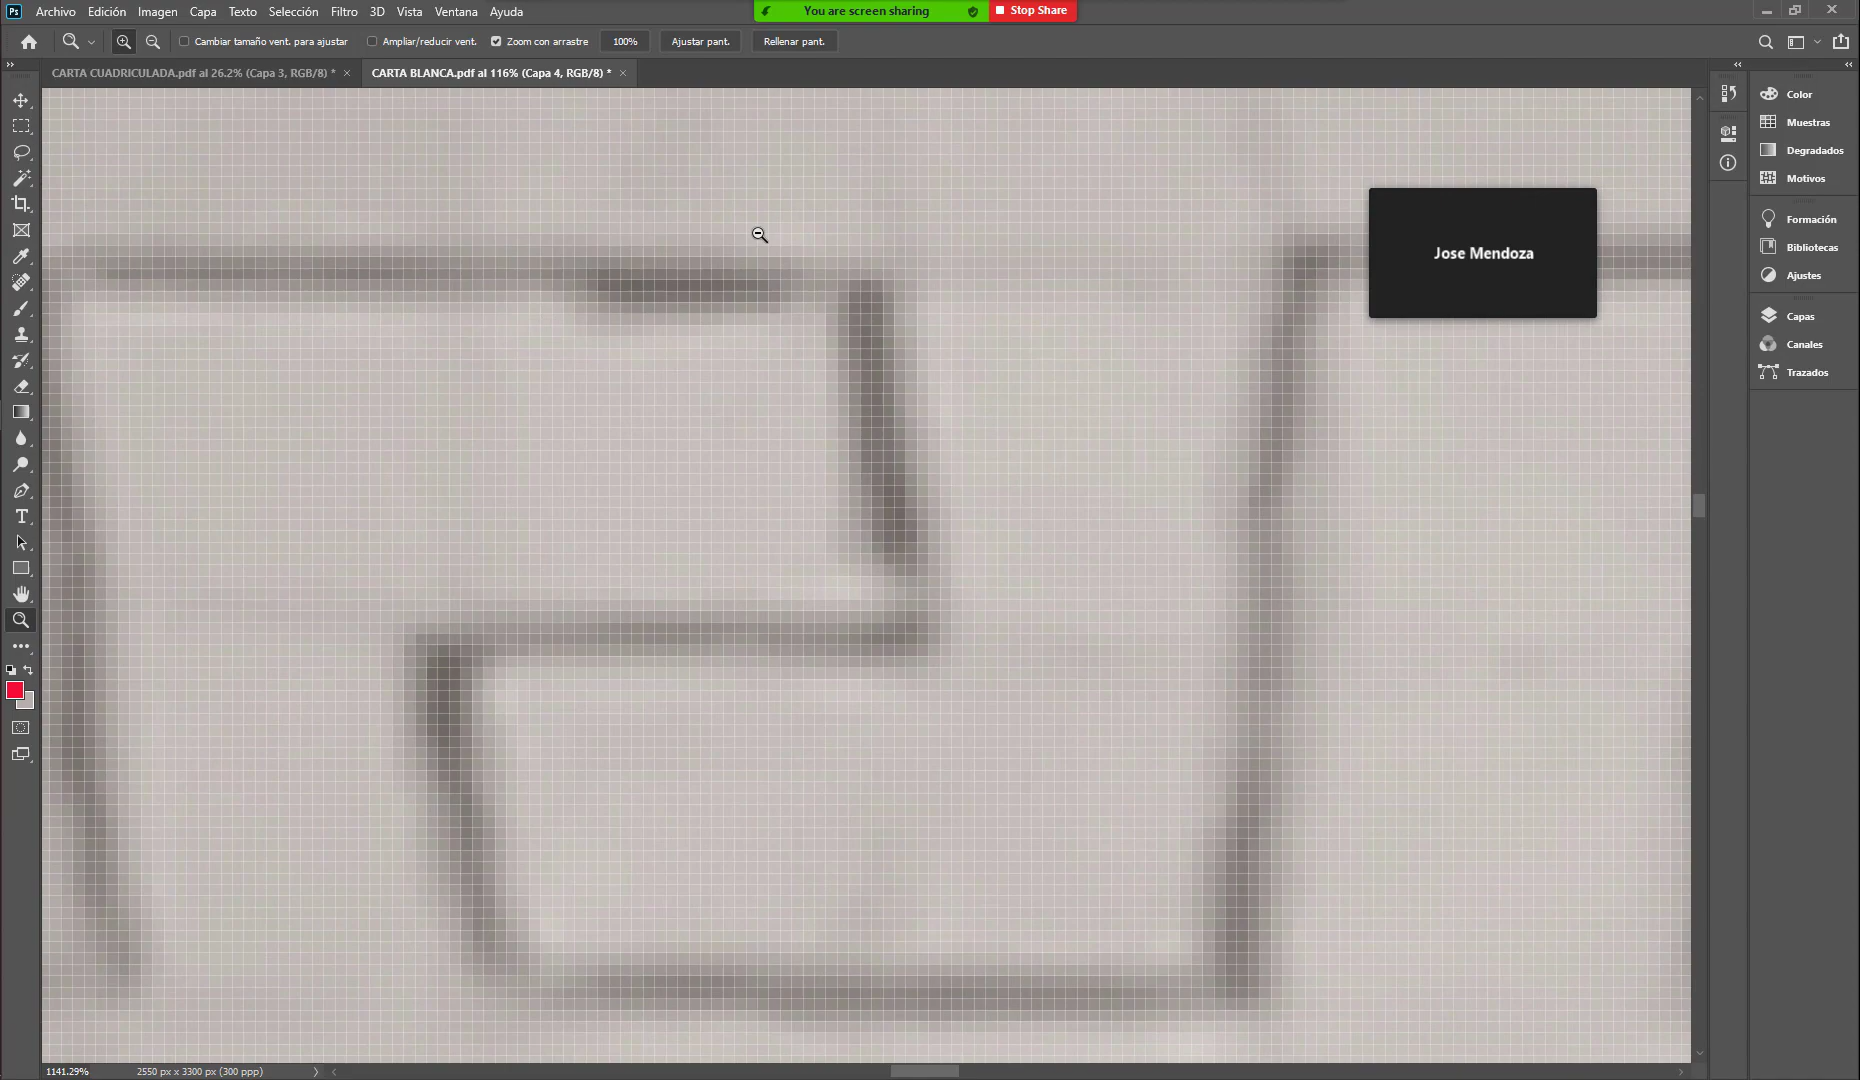 Ps Archivo Edición Imagen Capa Texto Selección Filtro 3D Vista Ventana Ayuda
You are screen sharing Stop Share
Cambiar tamaño vent. para ajustar Ampliar/reducir vent. Zoom con arrastre 100% Ajustar pant. Rellenar pant.
CARTA CUADRICULADA.pdf al 26.2% (Capa 3, RGB/8) * × CARTA BLANCA.pdf al 116% (Capa 4, RGB/8) * ×
Color
Muestras
Degradados
Motivos
Formación
Bibliotecas
Ajustes
Capas
Canales
Trazados
Jose Mendoza
1141.29% 2550 px x 3300 px (300 ppp)